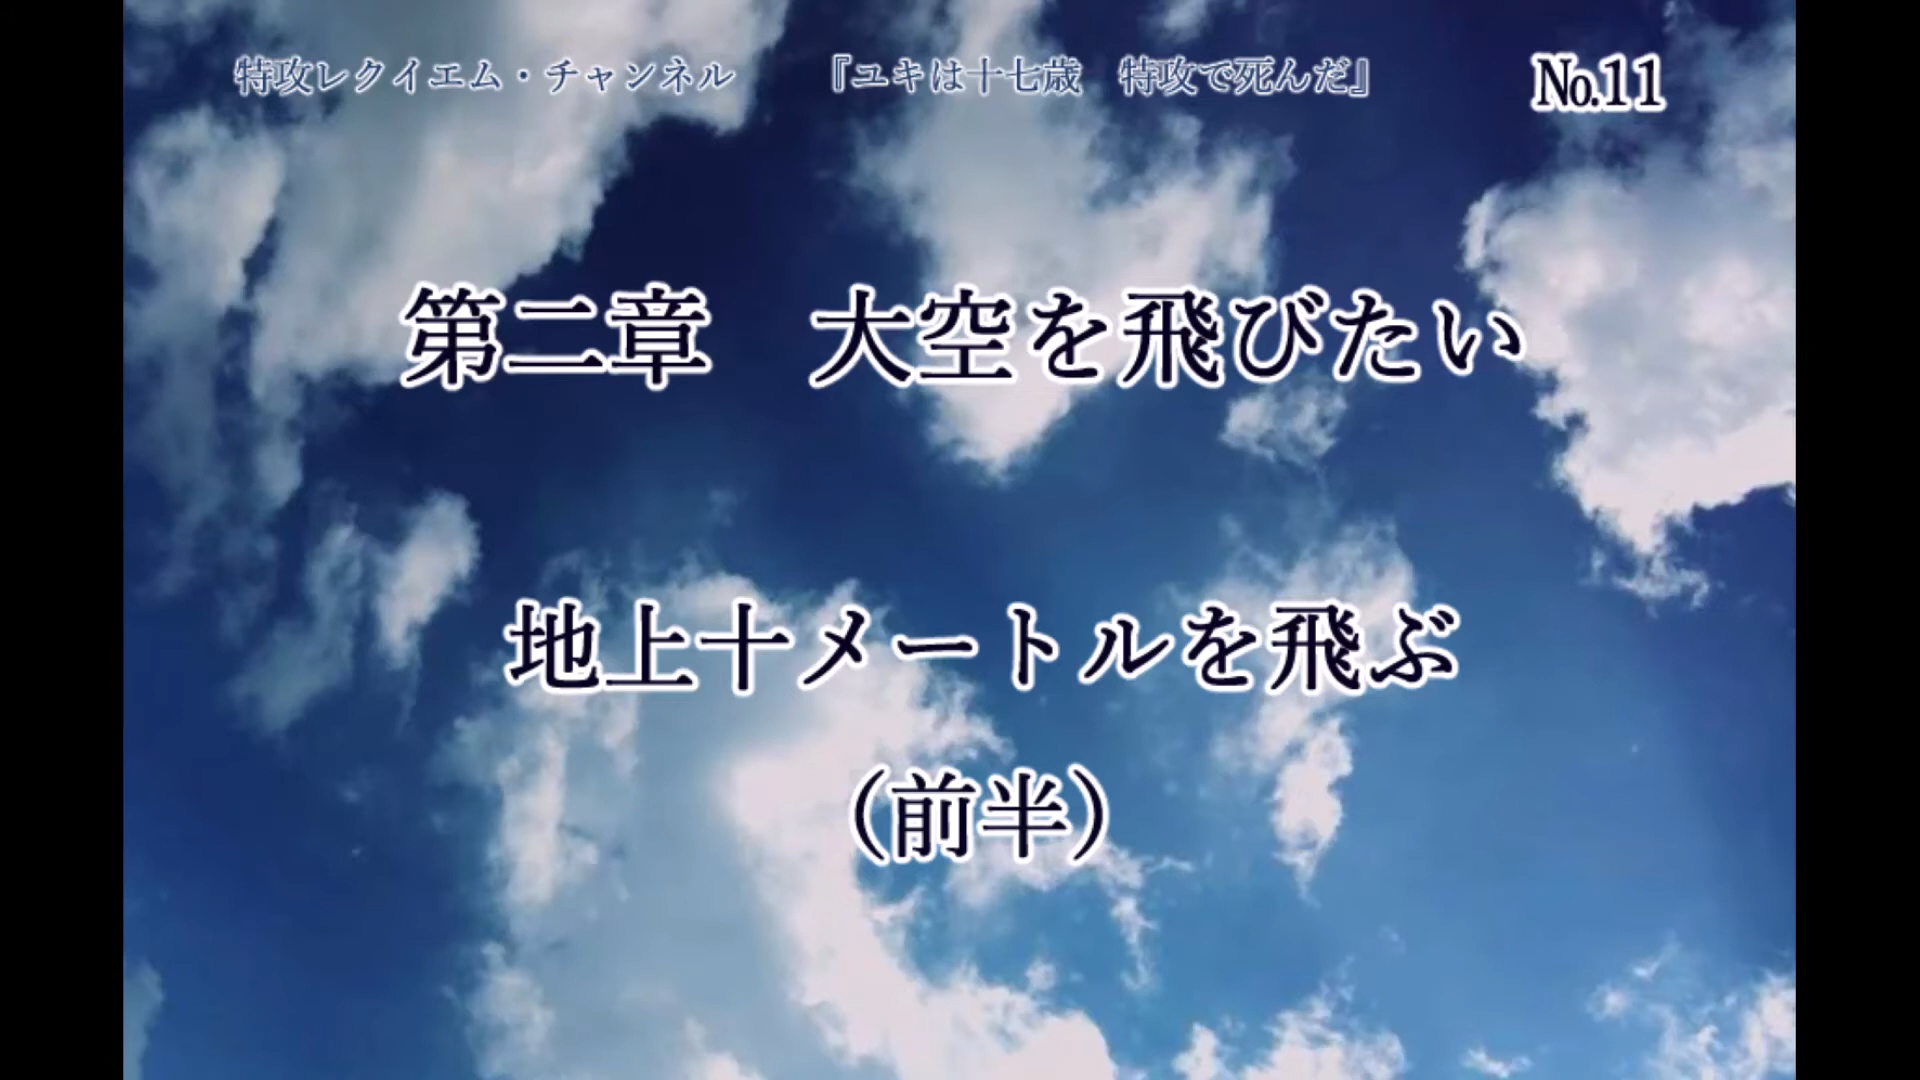 特攻レクイエム・チャンネル　『ユキは十七歳　特攻で死んだ』　№11
第二章　大空を飛びたい
地上十メートルを飛ぶ
（前半）